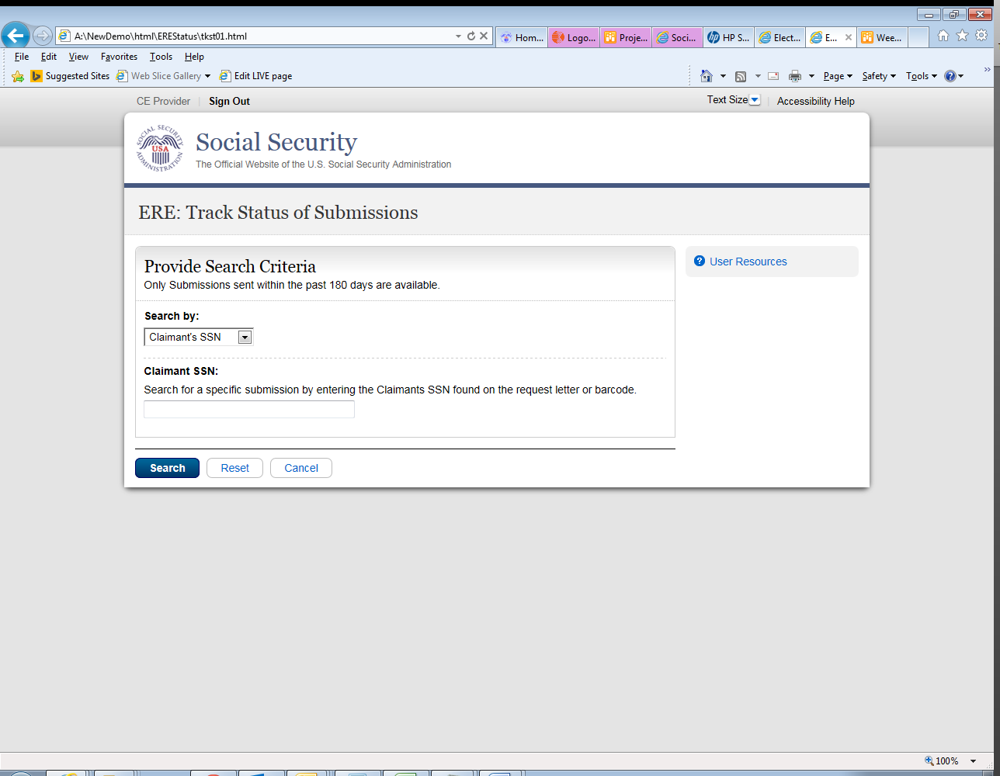 A:\NewDemo\html\EREStatus\tkst01.html
Hom...
Logo...
Proje...
Soci...
HP S...
Elect...
E...
Wee...
File Edit View Favorites Tools Help
Suggested Sites Web Slice Gallery Edit LIVE page
Page Safety Tools
CE Provider Sign Out
Text Size Accessibility Help
SOCIAL SECURITY ADMINISTRATION
USA
Social Security
The Official Website of the U.S. Social Security Administration
ERE: Track Status of Submissions
Provide Search Criteria
Only Submissions sent within the past 180 days are available.
User Resources
Search by:
Claimant's SSN
Claimant SSN:
Search for a specific submission by entering the Claimants SSN found on the request letter or barcode.
Search Reset Cancel
100%